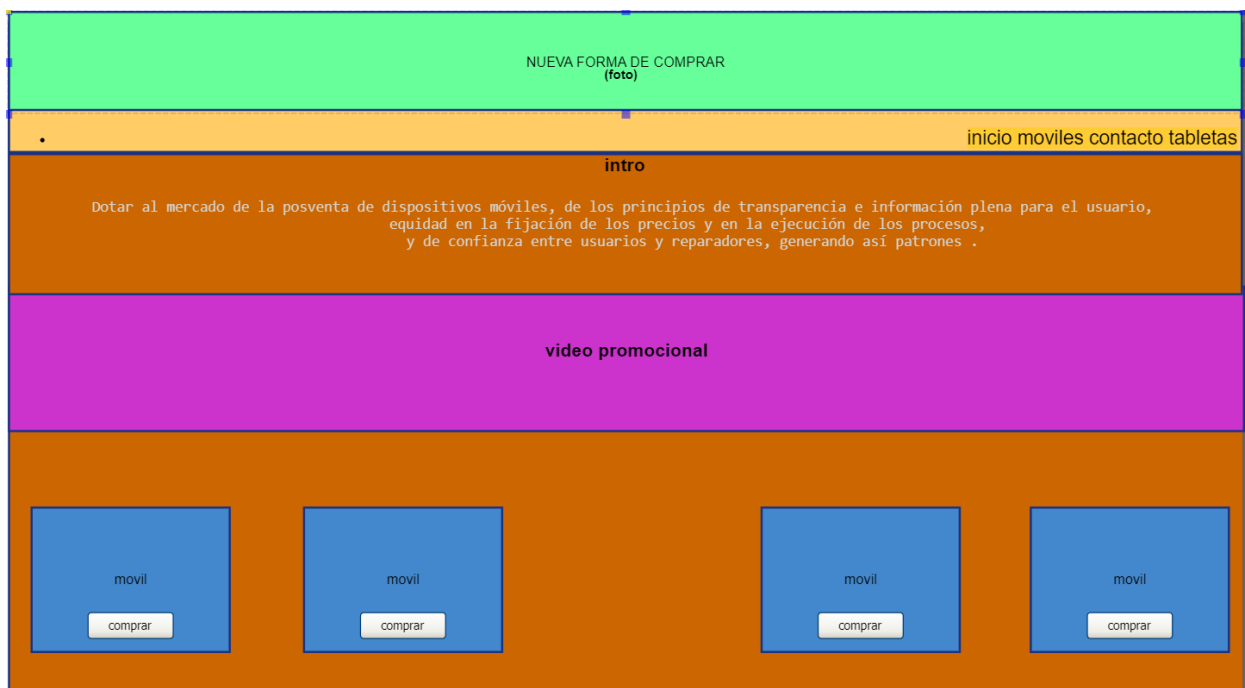 NUEVA FORMA DE COMPRAR
(foto)
• inicio moviles contacto tabletas
intro
Dotar al mercado de la posventa de dispositivos móviles, de los principios de transparencia e información plena para el usuario,
equidad en la fijación de los precios y en la ejecución de los procesos,
y de confianza entre usuarios y reparadores, generando así patrones .
video promocional
movil
comprar
movil
comprar
movil
comprar
movil
comprar